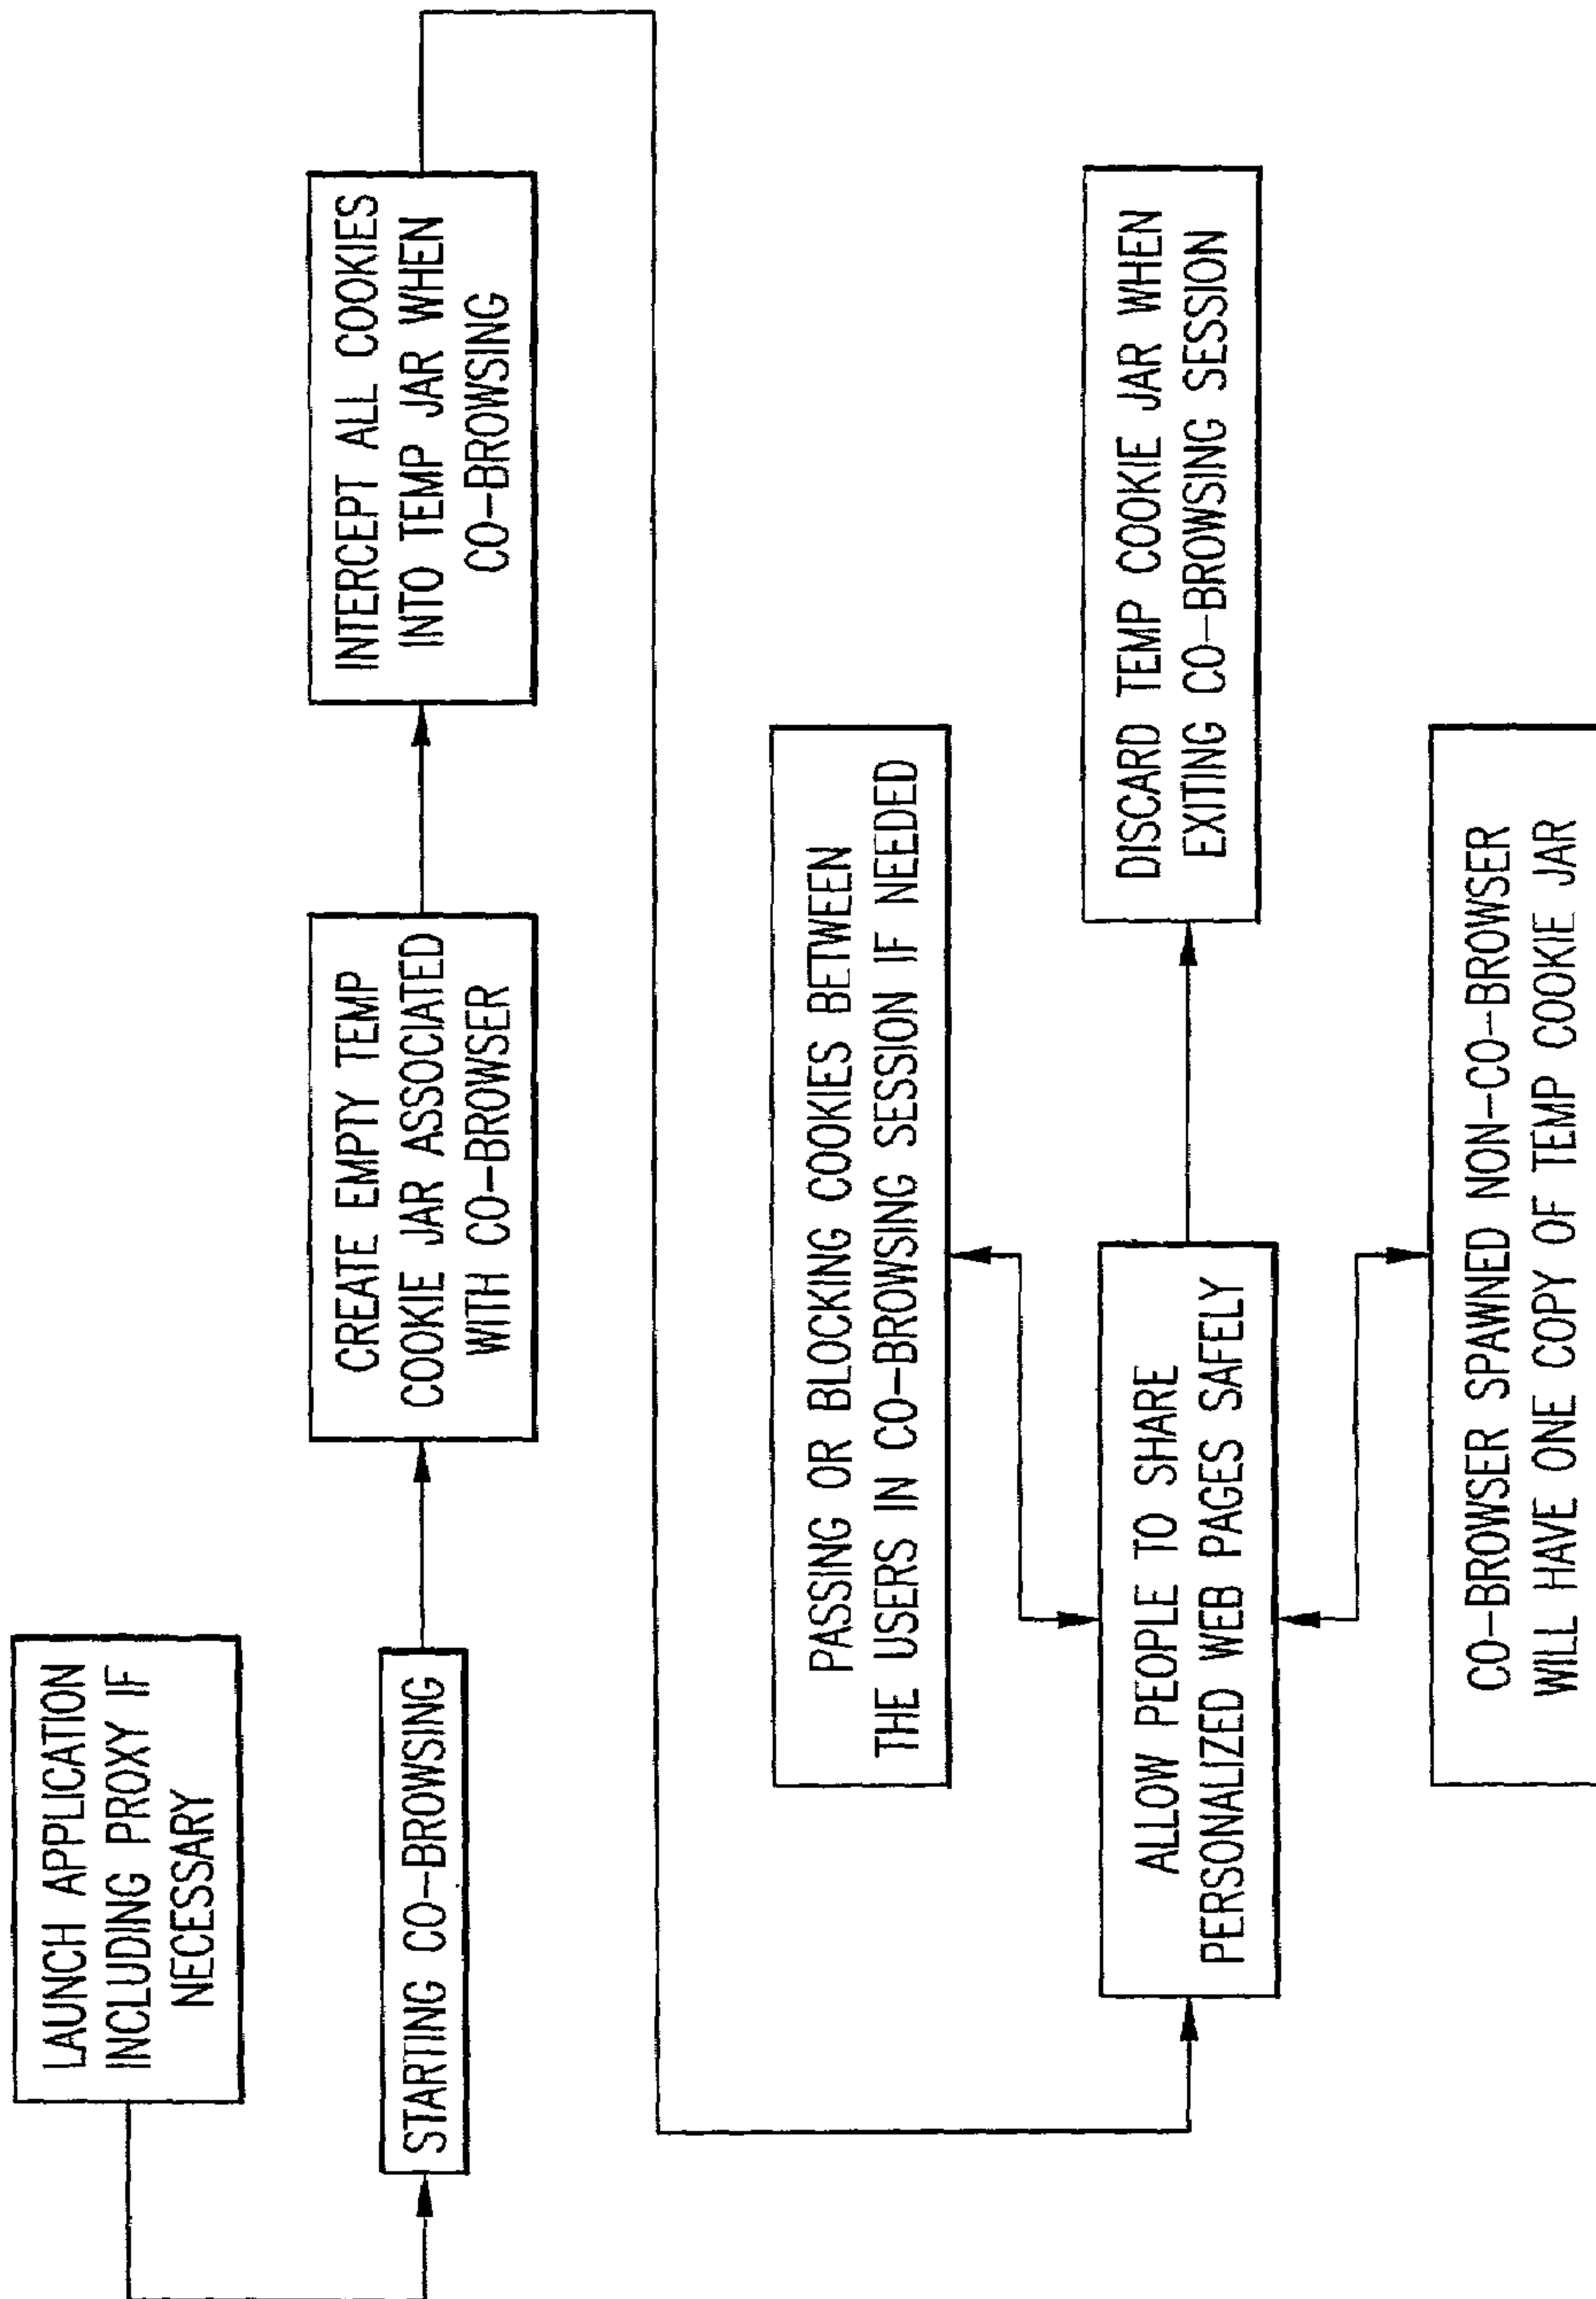 LAUNCH APPLICATION
INCLUDING PROXY IF
NECESSARY
STARTING CO-BROWSING
CREATE EMPTY TEMP
COOKIE JAR ASSOCIATED
WITH CO-BROWSER
INTERCEPT ALL COOKIES
INTO TEMP JAR WHEN
CO-BROWSING
PASSING OR BLOCKING COOKIES BETWEEN
THE USERS IN CO-BROWSING SESSION IF NEEDED
ALLOW PEOPLE TO SHARE
PERSONALIZED WEB PAGES SAFELY
DISCARD TEMP COOKIE JAR WHEN
EXITING CO-BROWSING SESSION
CO-BROWSER SPAWNED NON-CO-BROWSER
WILL HAVE ONE COPY OF TEMP COOKIE JAR